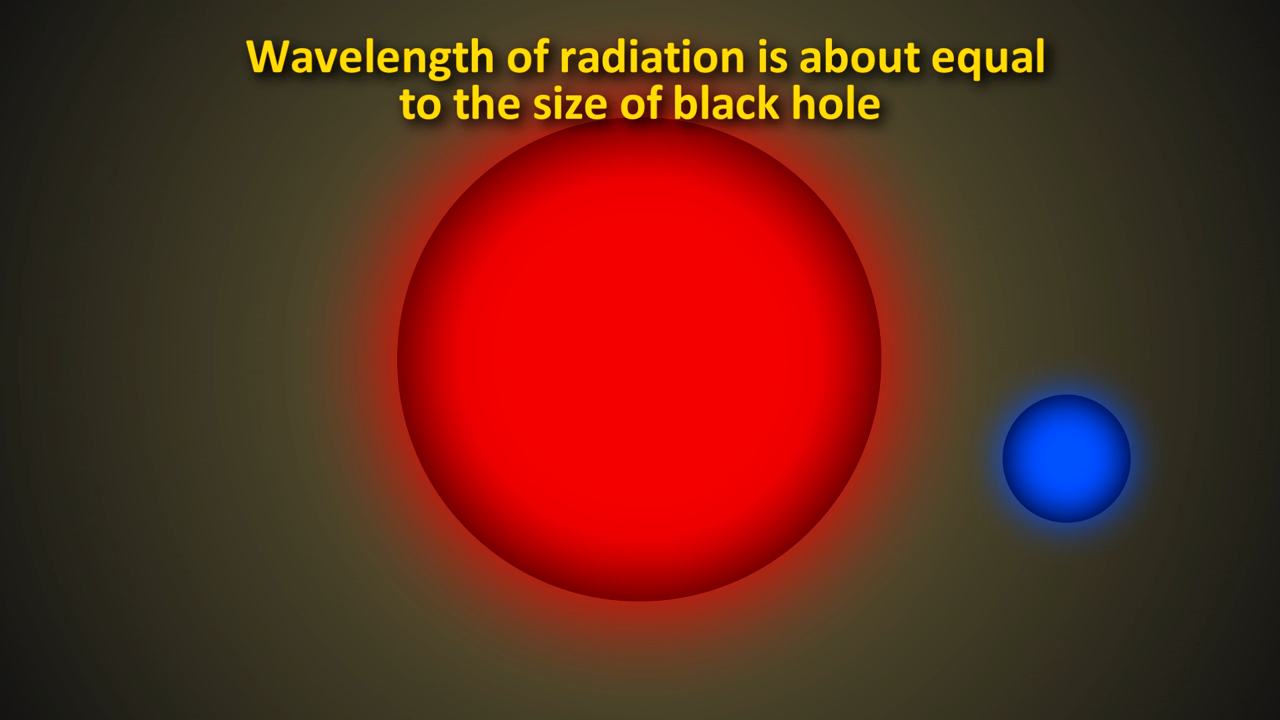 Wavelength of radiation is about equal
to the size of black hole